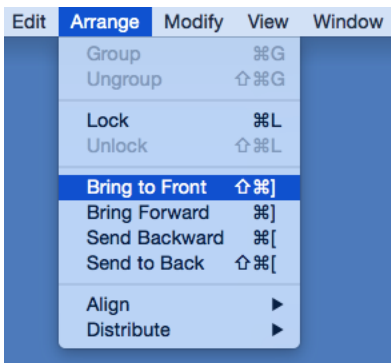 Edit Arrange Modify View Window
Group ⌘G
Ungroup ⇧⌘G
Lock ⌘L
Unlock ⇧⌘L
Bring to Front ⇧⌘]
Bring Forward ⌘]
Send Backward ⌘[
Send to Back ⇧⌘[
Align ▶
Distribute ▶